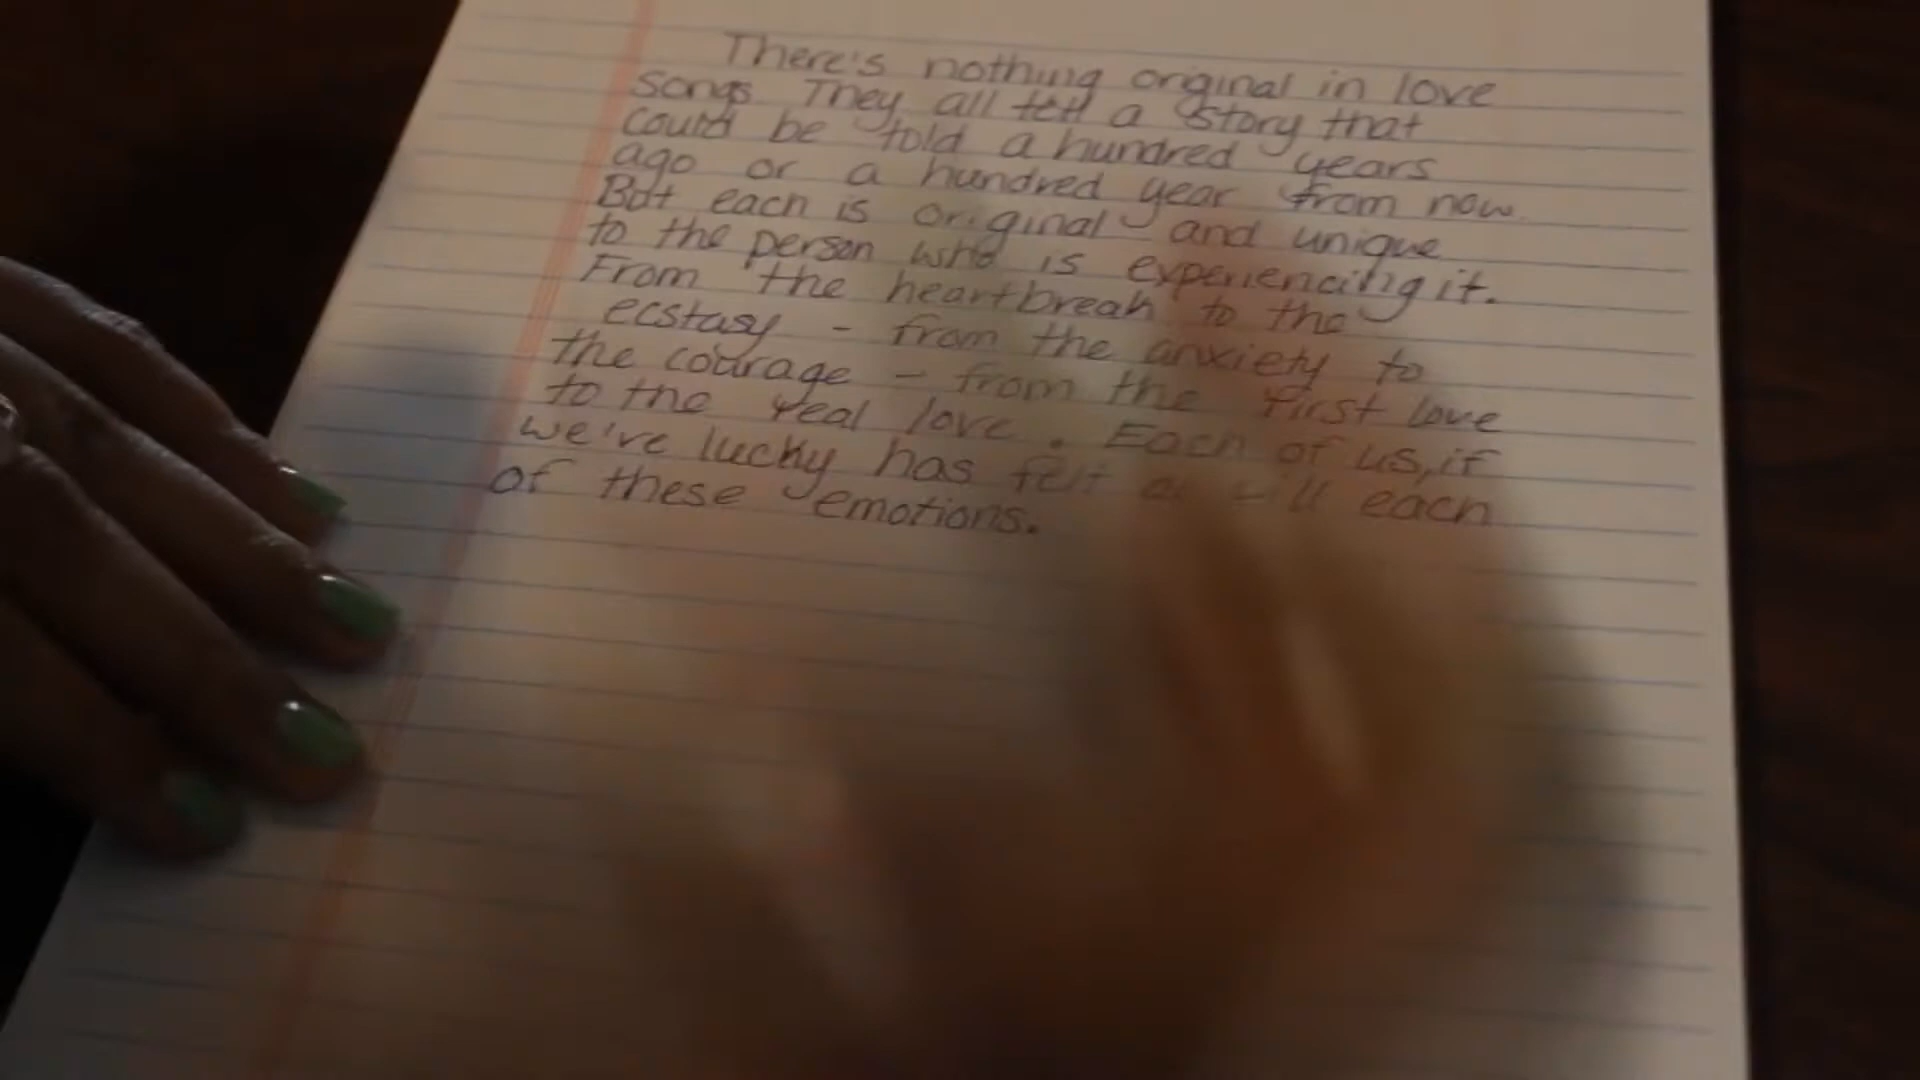 There's nothing original in love
songs. They all tell a story that
could be told a hundred years
ago or a hundred year from now.
But each is original and unique
to the person who is experiencing it.
From the heartbreak to the
ecstasy - from the anxiety to
the courage - from the first love
to the real love. Each of us, if
we're lucky has felt will each
of these emotions.